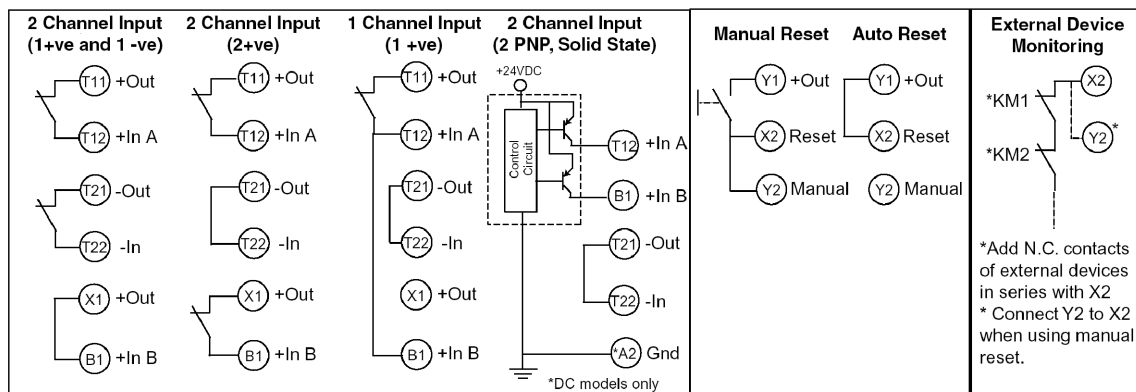 2 Channel Input
(1+ve and 1 -ve)
T11 +Out
T12 +In A
T21 -Out
T22 -In
X1 +Out
B1 +In B
2 Channel Input
(2+ve)
T11 +Out
T12 +In A
T21 -Out
T22 -In
X1 +Out
B1 +In B
1 Channel Input
(1 +ve)
T11 +Out
T12 +In A
T21 -Out
T22 -In
X1 +Out
B1 +In B
2 Channel Input
(2 PNP, Solid State)
+24VDC
Control
Circuit
T12 +In A
B1 +In B
T21 -Out
T22 -In
*A2 Gnd
*DC models only
Manual Reset
Y1 +Out
X2 Reset
Y2 Manual
Auto Reset
Y1 +Out
X2 Reset
Y2 Manual
External Device
Monitoring
X2
*KM1
Y2 *
*KM2
*Add N.C. contacts
of external devices
in series with X2
* Connect Y2 to X2
when using manual
reset.